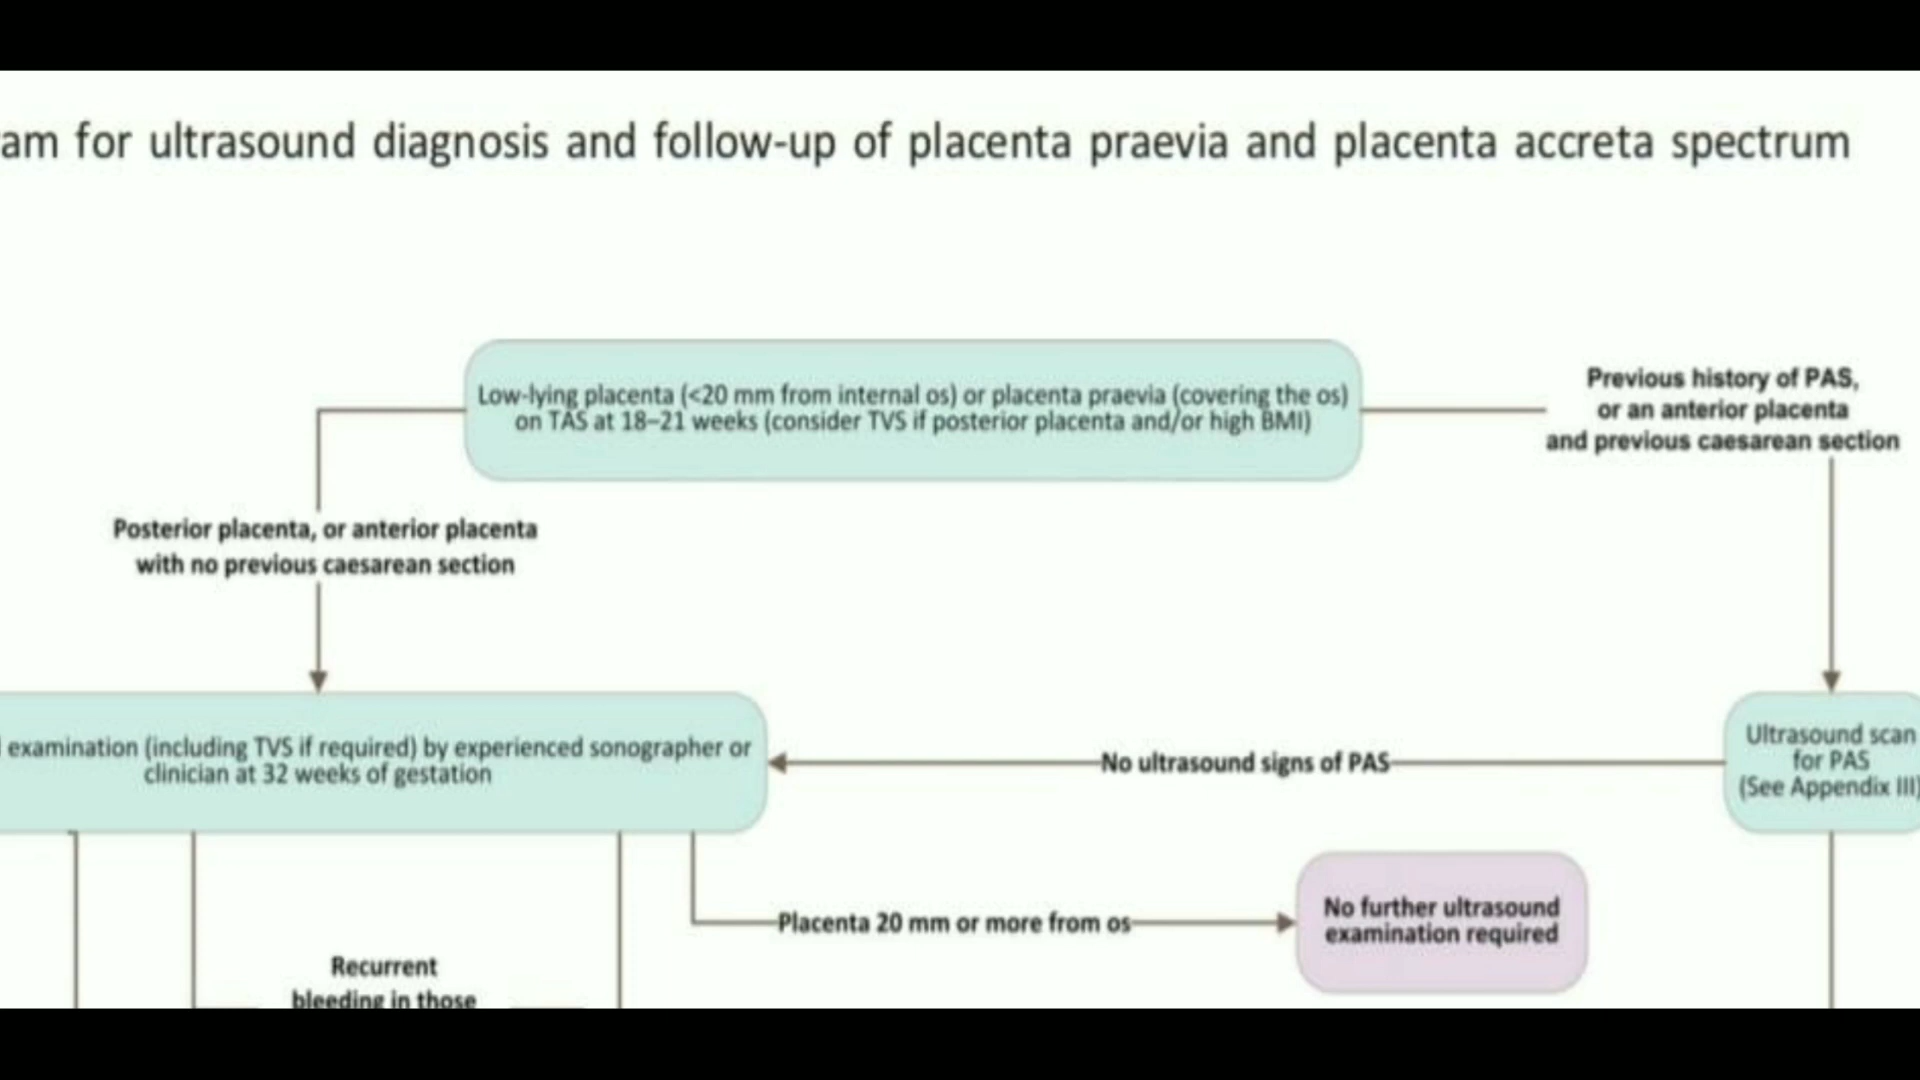 am for ultrasound diagnosis and follow-up of placenta praevia and placenta accreta spectrum
Low-lying placenta (<20 mm from internal os) or placenta praevia (covering the os)
on TAS at 18–21 weeks (consider TVS if posterior placenta and/or high BMI)
Previous history of PAS,
or an anterior placenta
and previous caesarean section
Posterior placenta, or anterior placenta
with no previous caesarean section
examination (including TVS if required) by experienced sonographer or
clinician at 32 weeks of gestation
No ultrasound signs of PAS
Ultrasound scan
for PAS
(See Appendix III)
Placenta 20 mm or more from os
No further ultrasound
examination required
Recurrent
bleeding in those